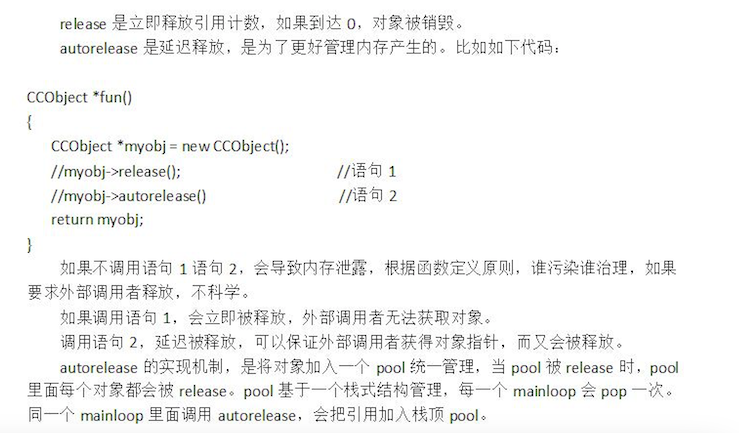 release 是立即释放引用计数，如果到达 0，对象被销毁。
autorelease 是延迟释放，是为了更好管理内存产生的。比如如下代码：
CCObject *fun()
{
CCObject *myobj = new CCObject();
//myobj->release(); //语句 1
//myobj->autorelease() //语句 2
return myobj;
}
如果不调用语句 1 语句 2，会导致内存泄露，根据函数定义原则，谁污染谁治理，如果
要求外部调用者释放，不科学。
如果调用语句 1，会立即被释放，外部调用者无法获取对象。
调用语句 2，延迟被释放，可以保证外部调用者获得对象指针，而又会被释放。
autorelease 的实现机制，是将对象加入一个 pool 统一管理，当 pool 被 release 时，pool
里面每个对象都会被 release。pool 基于一个栈式结构管理，每一个 mainloop 会 pop 一次。
同一个 mainloop 里面调用 autorelease，会把引用加入栈顶 pool。